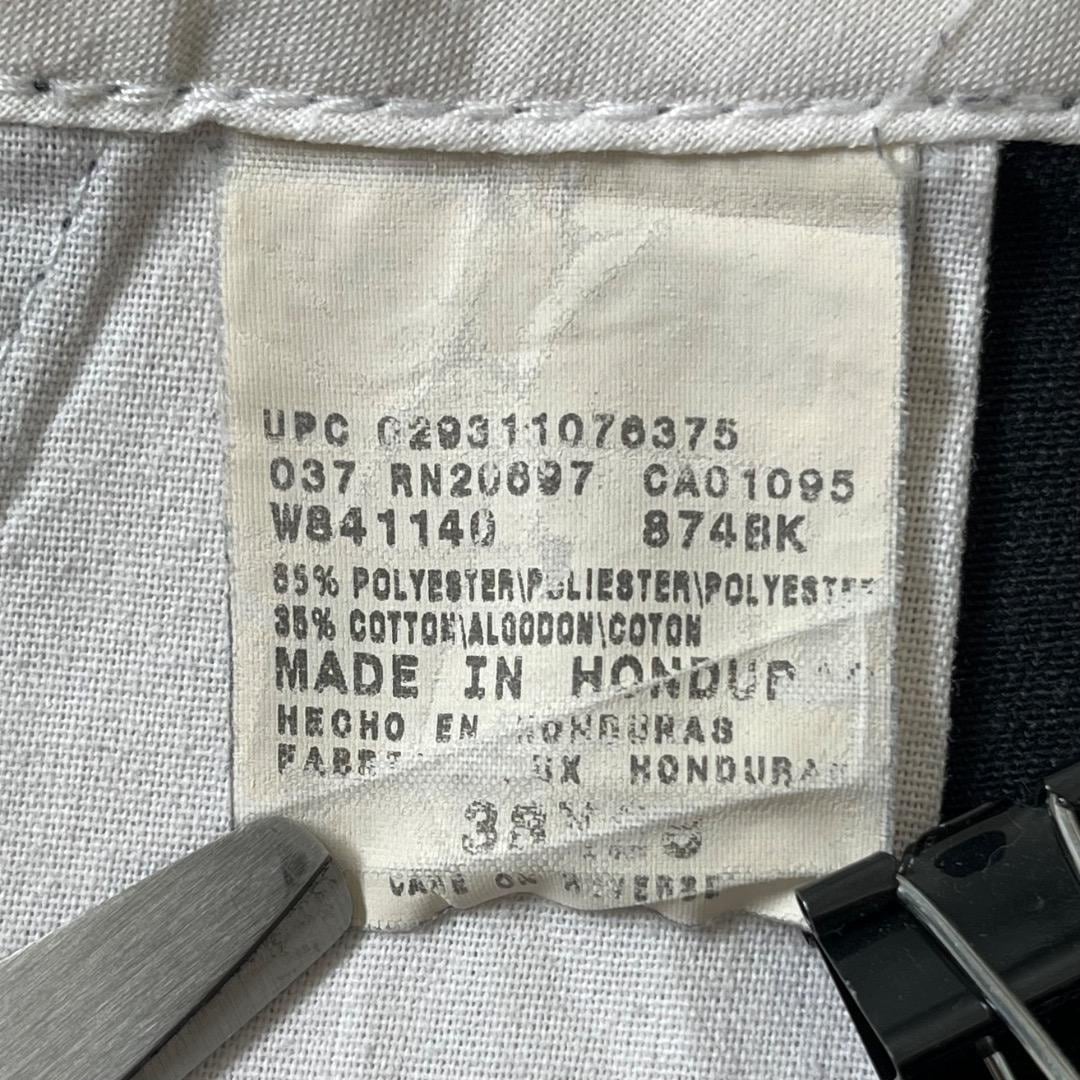 UPC 029311076375
037 RN20697 CA01095
W841140 874BK
65% POLYESTER\POLIESTER\POLYESTER
35% COTTON\ALGODON\COTON
MADE IN HONDURAS
HECHO EN HONDURAS
HONDURAS
CARE ON REVERSE